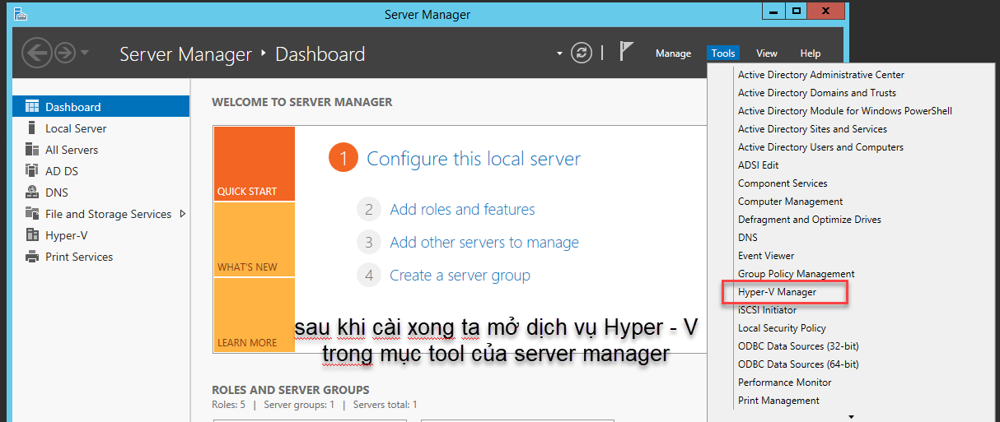 Server Manager
Server Manager ‣ Dashboard
Manage Tools View Help
Dashboard
Local Server
All Servers
AD DS
DNS
File and Storage Services
Hyper-V
Print Services
WELCOME TO SERVER MANAGER
QUICK START
WHAT'S NEW
LEARN MORE
1 Configure this local server
2 Add roles and features
3 Add other servers to manage
4 Create a server group
sau khi cài xong ta mở dịch vụ Hyper - V
trong mục tool của server manager
ROLES AND SERVER GROUPS
Roles: 5 | Server groups: 1 | Servers total: 1
Active Directory Administrative Center
Active Directory Domains and Trusts
Active Directory Module for Windows PowerShell
Active Directory Sites and Services
Active Directory Users and Computers
ADSI Edit
Component Services
Computer Management
Defragment and Optimize Drives
DNS
Event Viewer
Group Policy Management
Hyper-V Manager
iSCSI Initiator
Local Security Policy
ODBC Data Sources (32-bit)
ODBC Data Sources (64-bit)
Performance Monitor
Print Management